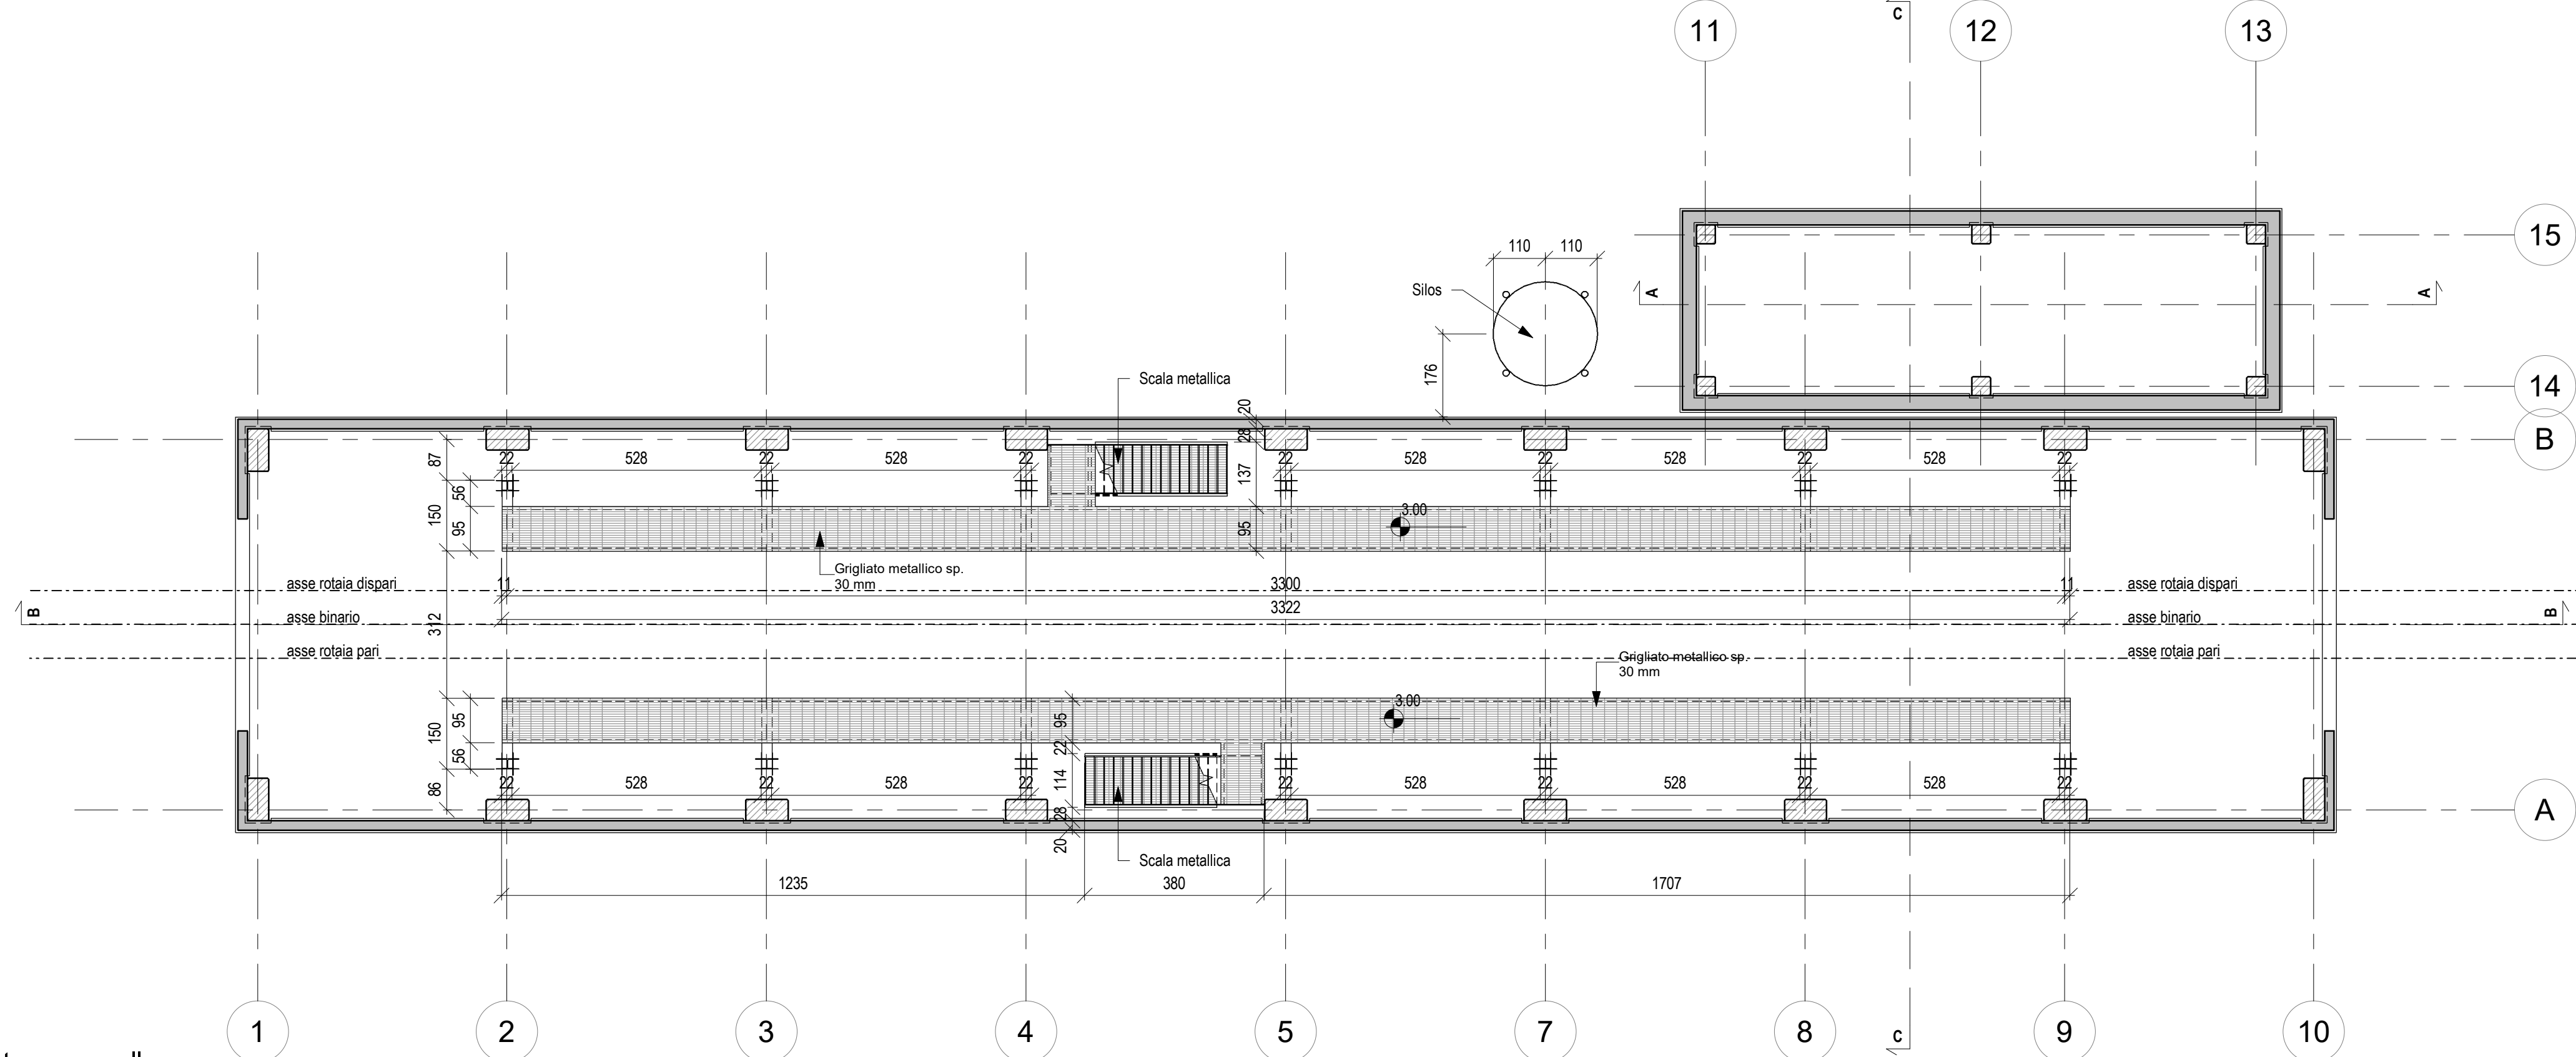 11
C
12
13
15
110 110
Silos
A
A
176
14
Scala metallica
20
28
B
87
22 528 22 528 22
22 528 22 528 22 528 22
137
56
150
95
95
3.00
Grigliato metallico sp.
30 mm
asse rotaia dispari
11
3300
11
asse rotaia dispari
B
3322
B
asse binario
312
asse binario
asse rotaia pari
asse rotaia pari
Grigliato metallico sp.
30 mm
3.00
95
150
56
95
22
114
86
28
20
22 528 22 528 22
22 528 22 528 22 528 22
A
Scala metallica
1235
380
1707
1
2
3
4
5
7
8
9
10
C